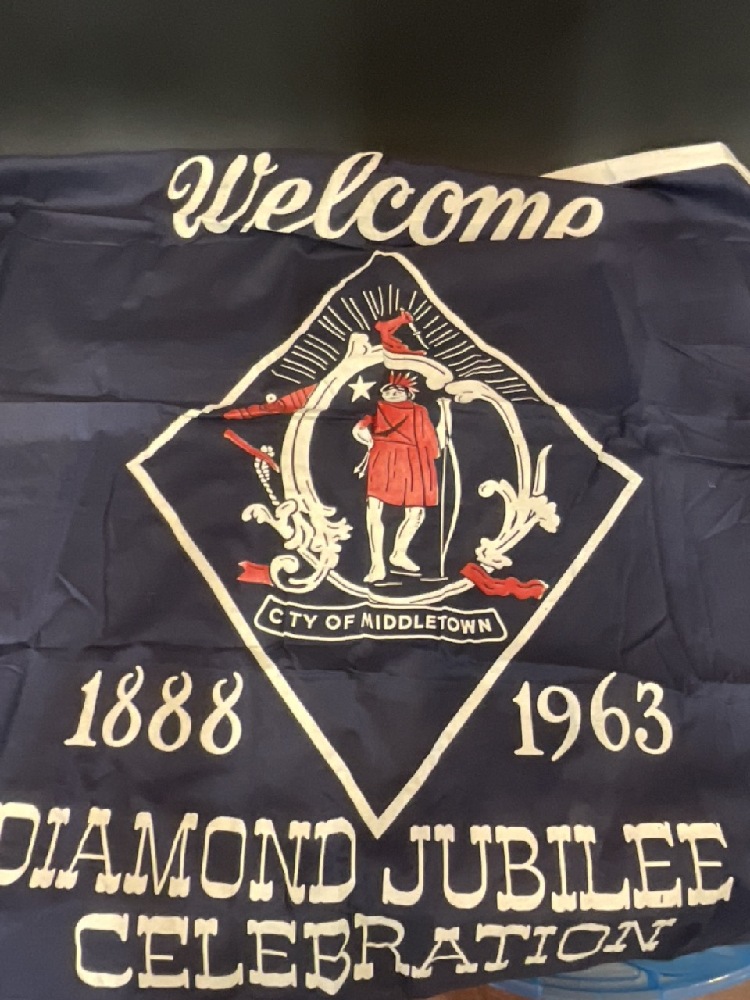 Welcome
CITY OF MIDDLETOWN
1888 1963
DIAMOND JUBILEE
CELEBRATION